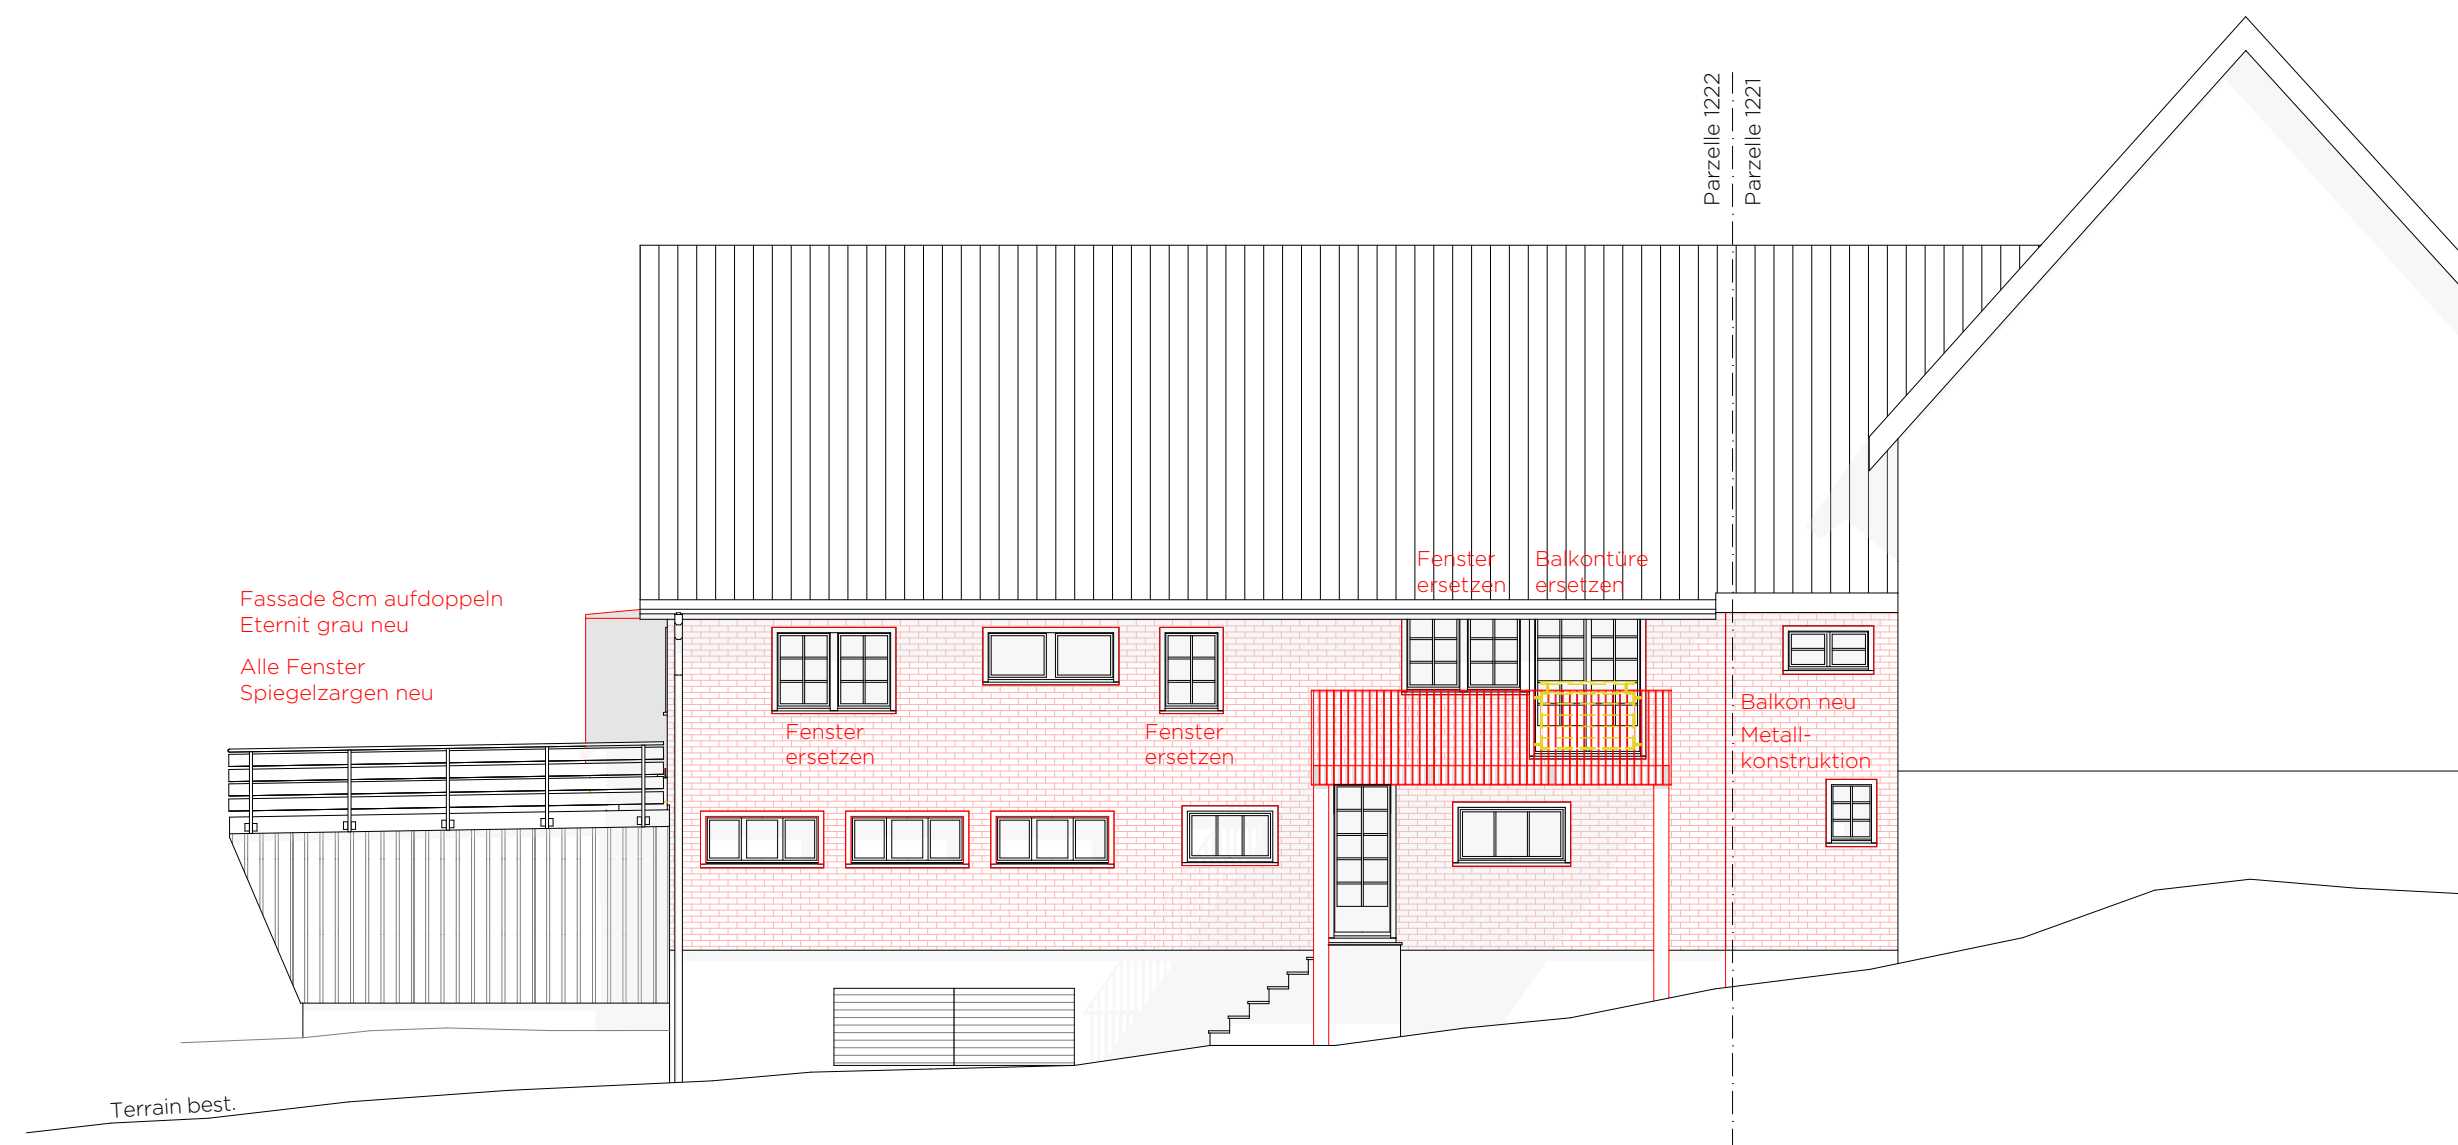 Parzelle 1222
Parzelle 1221
Fenster
ersetzen
Balkontüre
ersetzen
Fassade 8cm aufdoppeln
Eternit grau neu
Alle Fenster
Spiegelzargen neu
Fenster
ersetzen
Fenster
ersetzen
Balkon neu
Metall-
konstruktion
Terrain best.